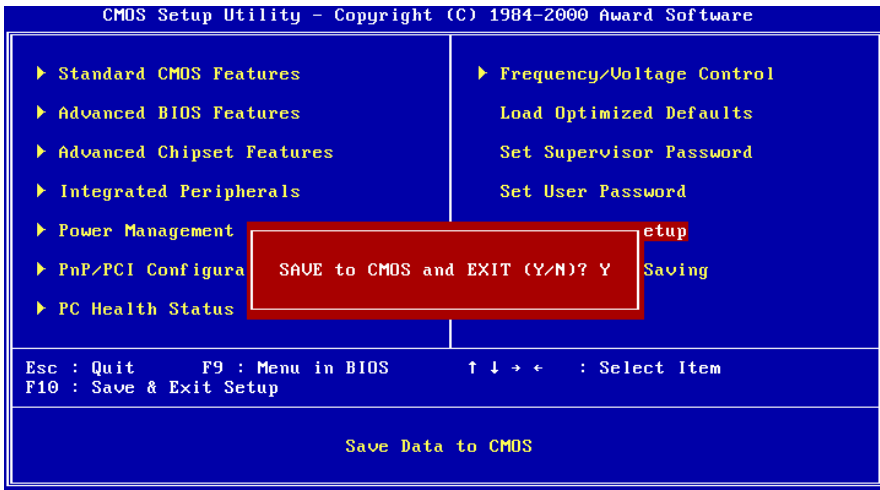 CMOS Setup Utility - Copyright (C) 1984-2000 Award Software
Standard CMOS Features
Advanced BIOS Features
Advanced Chipset Features
Integrated Peripherals
Power Management
PnP/PCI Configura
PC Health Status
Frequency/Voltage Control
Load Optimized Defaults
Set Supervisor Password
Set User Password
etup
Saving
SAVE to CMOS and EXIT (Y/N)? Y
Esc : Quit F9 : Menu in BIOS ↑ ↓ → ← : Select Item
F10 : Save & Exit Setup
Save Data to CMOS